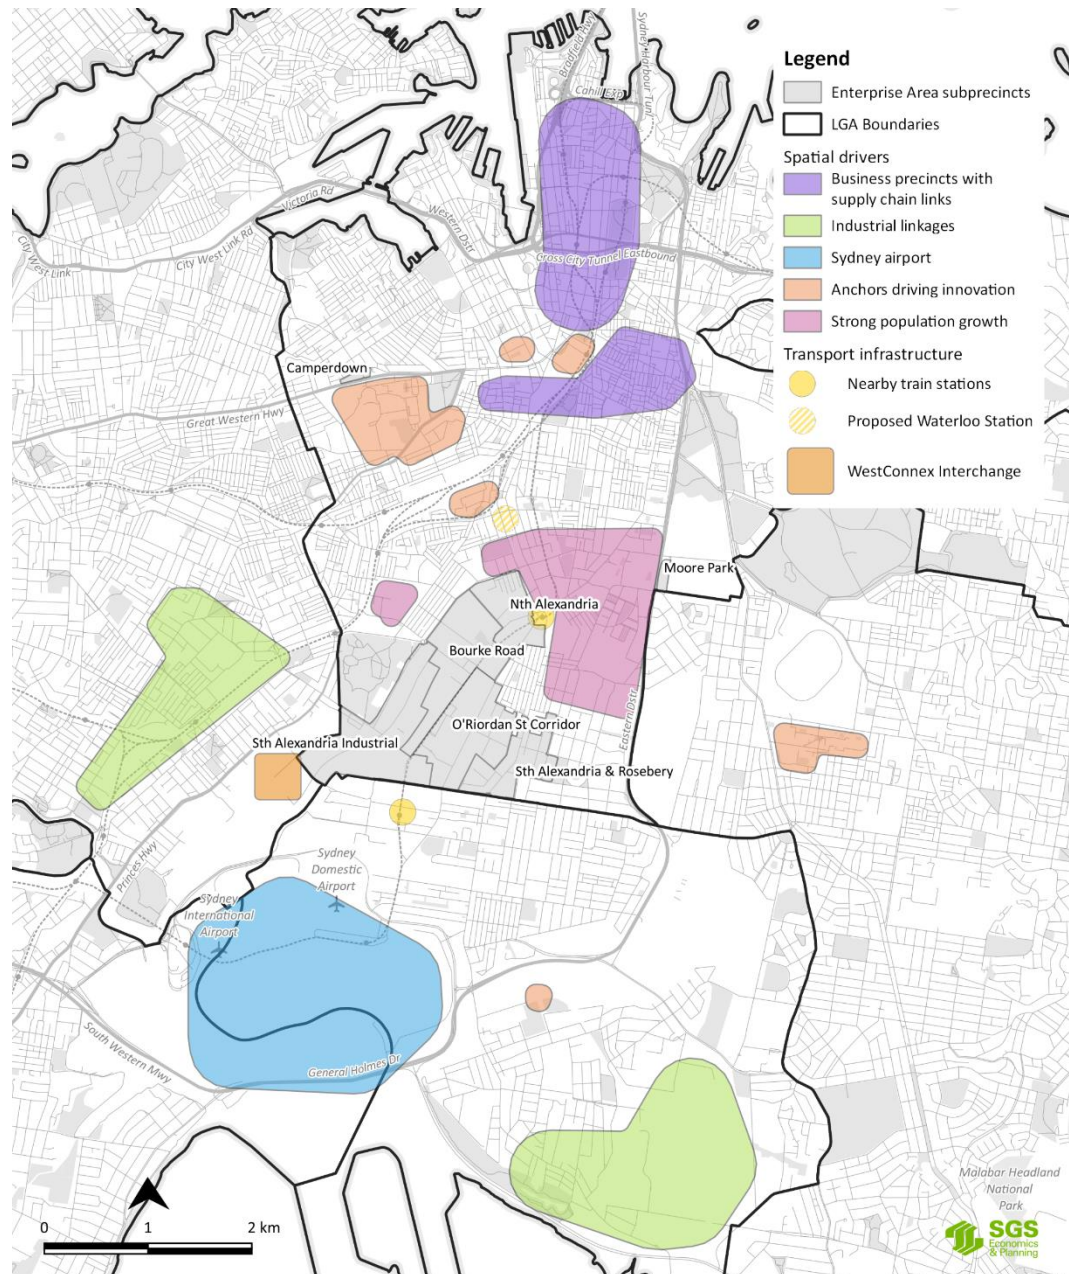 Bradfield Hwy
Sydney Harbour Tunl
Cahill Exp
Legend
Enterprise Area subprecincts
LGA Boundaries
Spatial drivers
Business precincts with
supply chain links
Industrial linkages
Sydney airport
Anchors driving innovation
Strong population growth
Transport infrastructure
Nearby train stations
Proposed Waterloo Station
WestConnex Interchange
Victoria Rd
Western Dstr
City West Link Rd
City West Link
Cross City Tunnel Eastbound
Camperdown
Great Western Hwy
Moore Park
Nth Alexandria
Bourke Road
O'Riordan St Corridor
Eastern Dstr
Sth Alexandria Industrial
Sth Alexandria & Rosebery
Princes Hwy
Sydney
Domestic
Airport
Sydney
International
Airport
South Western Mwy
General Holmes Dr
Malabar Headland
National
Park
0 1 2 km
SGS
Economics
& Planning